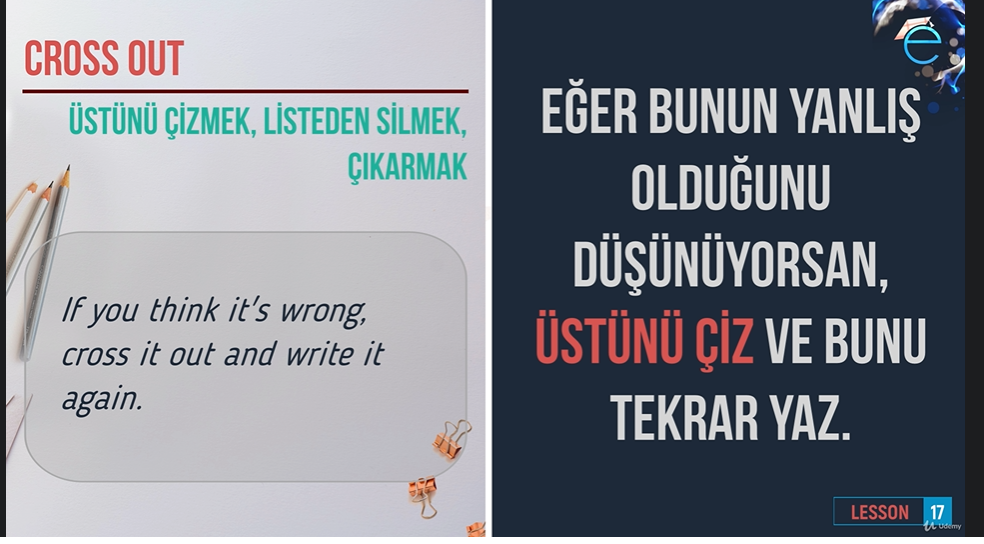 CROSS OUT
ÜSTÜNÜ ÇİZMEK, LİSTEDEN SİLMEK,
ÇIKARMAK
If you think it's wrong,
cross it out and write it
again.
EĞER BUNUN YANLIŞ
OLDUĞUNU
DÜŞÜNÜYORSAN,
ÜSTÜNÜ ÇİZ VE BUNU
TEKRAR YAZ.
LESSON 17
Udemy